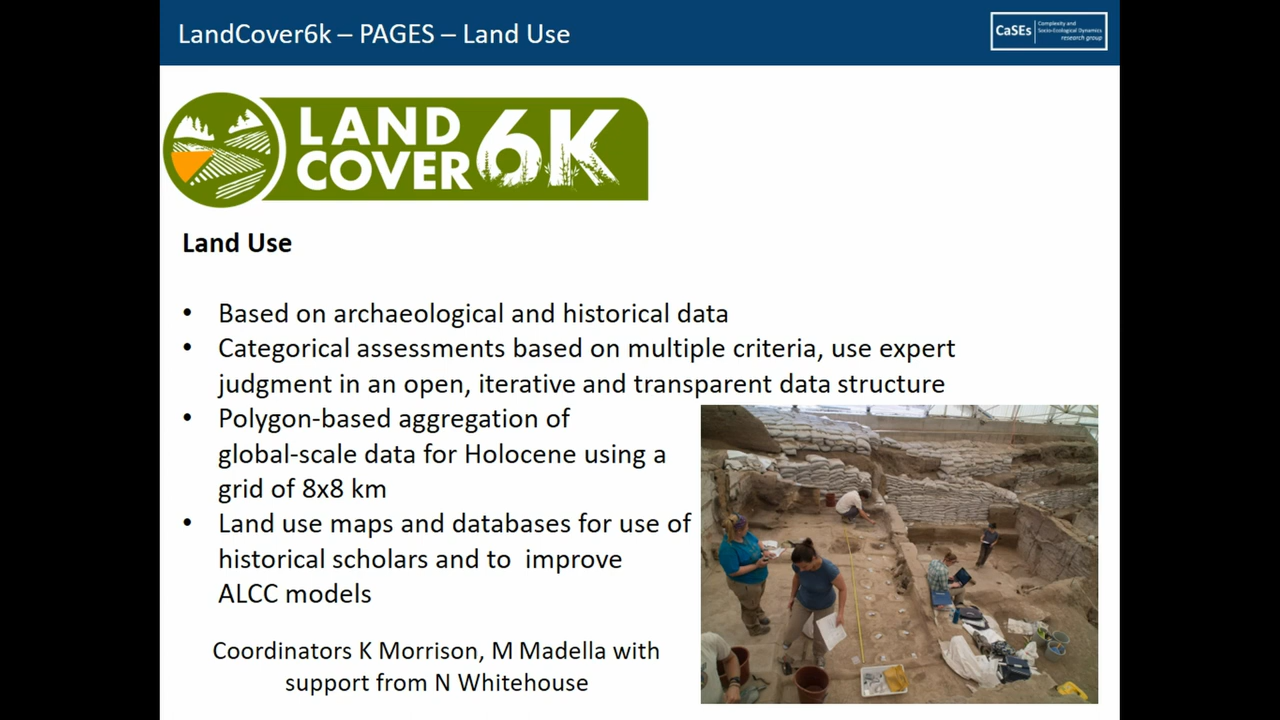 LandCover6k – PAGES – Land Use
CaSEs
Complexity and
Socio-Ecological Dynamics
research group
LAND
COVER 6K
Land Use
• Based on archaeological and historical data
• Categorical assessments based on multiple criteria, use expert
judgment in an open, iterative and transparent data structure
• Polygon-based aggregation of
global-scale data for Holocene using a
grid of 8x8 km
• Land use maps and databases for use of
historical scholars and to  improve
ALCC models
Coordinators K Morrison, M Madella with
support from N Whitehouse